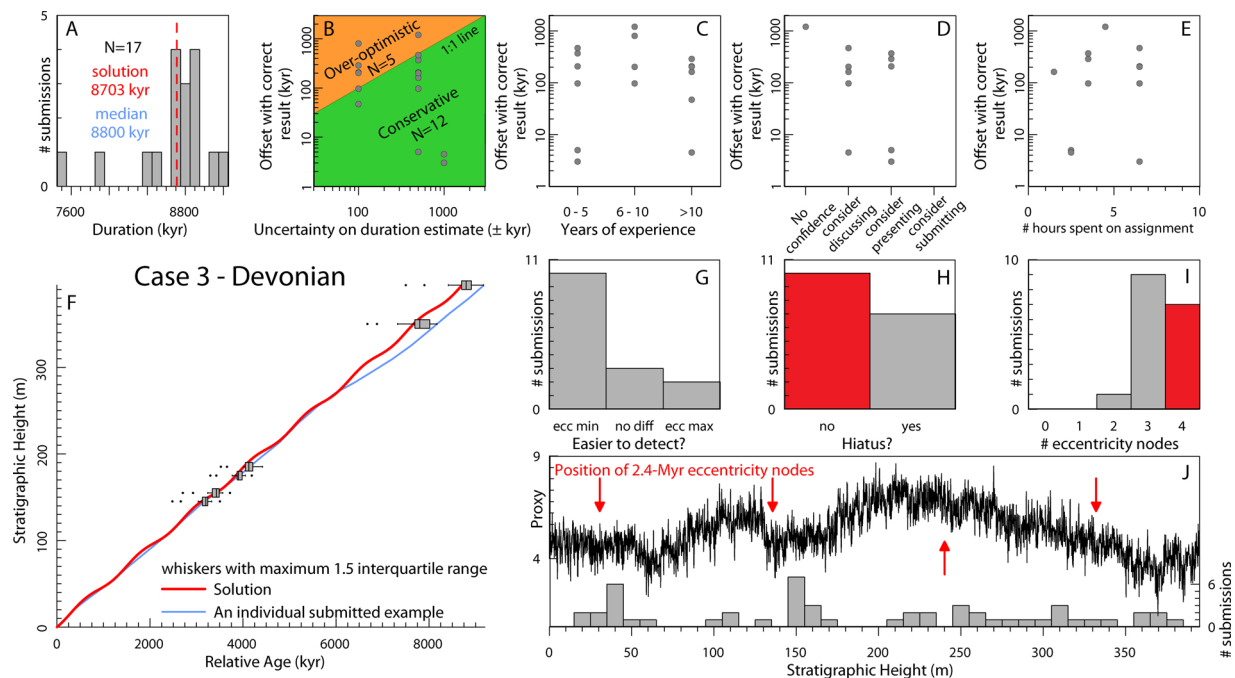 A
5
N=17
solution
8703 kyr
median
8800 kyr
# submissions
0
7600
8800
Duration (kyr)
B
1000
100
10
1
Over-optimistic
N=5
1:1 line
Conservative
N=12
Offset with correct
result (kyr)
100
1000
Uncertainty on duration estimate (± kyr)
C
1000
100
10
1
Offset with correct
result (kyr)
0 - 5
6 - 10
>10
Years of experience
D
1000
100
10
1
Offset with correct
result (kyr)
No
confidence
consider
discussing
consider
presenting
consider
submitting
E
1000
100
10
1
Offset with correct
result (kyr)
0
5
10
# hours spent on assignment
Case 3 - Devonian
F
300
200
100
0
Stratigraphic Height (m)
whiskers with maximum 1.5 interquartile range
Solution
An individual submitted example
0
2000
4000
6000
8000
Relative Age (kyr)
G
11
0
# submissions
ecc min
no diff
ecc max
Easier to detect?
H
11
0
# submissions
no
yes
Hiatus?
I
10
0
# submissions
0
1
2
3
4
# eccentricity nodes
J
9
4
Proxy
Position of 2.4-Myr eccentricity nodes
6
0
# submissions
0
50
100
150
200
250
300
350
Stratigraphic Height (m)